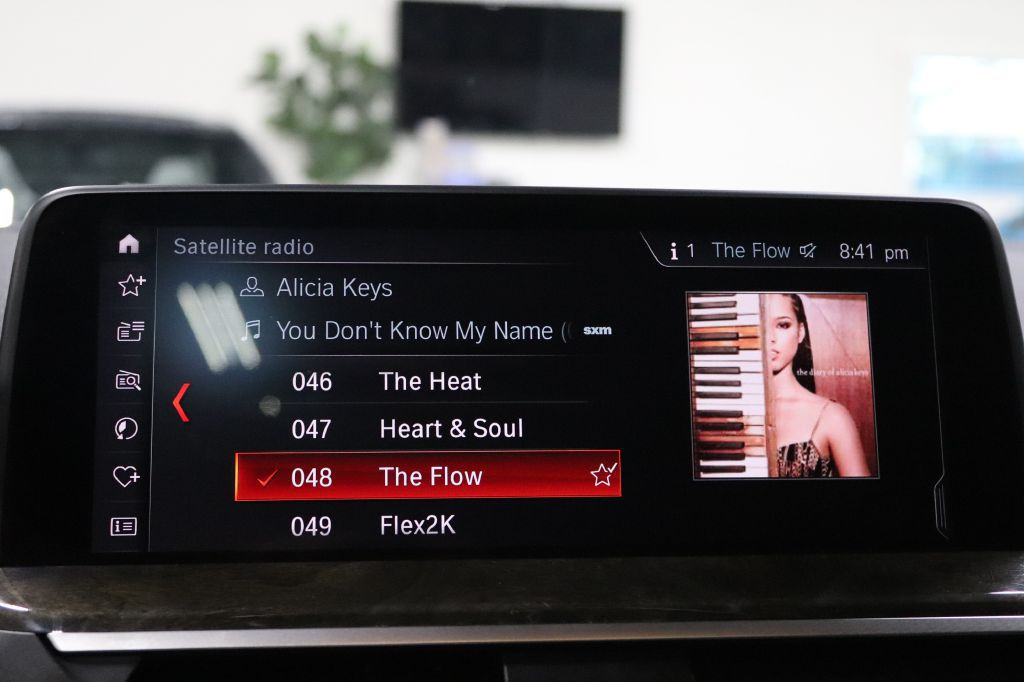 Satellite radio
i 1 The Flow 8:41 pm
Alicia Keys
You Don't Know My Name (
sxm
046 The Heat
047 Heart & Soul
048 The Flow
049 Flex2K
the diary of alicia keys